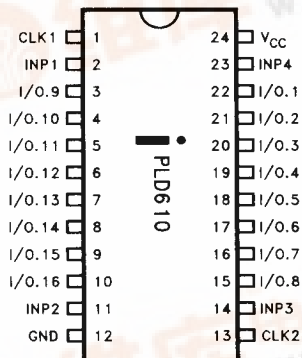 CLK1 1 24 VCC
INP1 2 23 INP4
I/O.9 3 22 I/O.1
I/O.10 4 21 I/O.2
I/O.11 5 20 I/O.3
I/O.12 6 19 I/O.4
I/O.13 7 18 I/O.5
I/O.14 8 17 I/O.6
I/O.15 9 16 I/O.7
I/O.16 10 15 I/O.8
INP2 11 14 INP3
GND 12 13 CLK2
PLD610